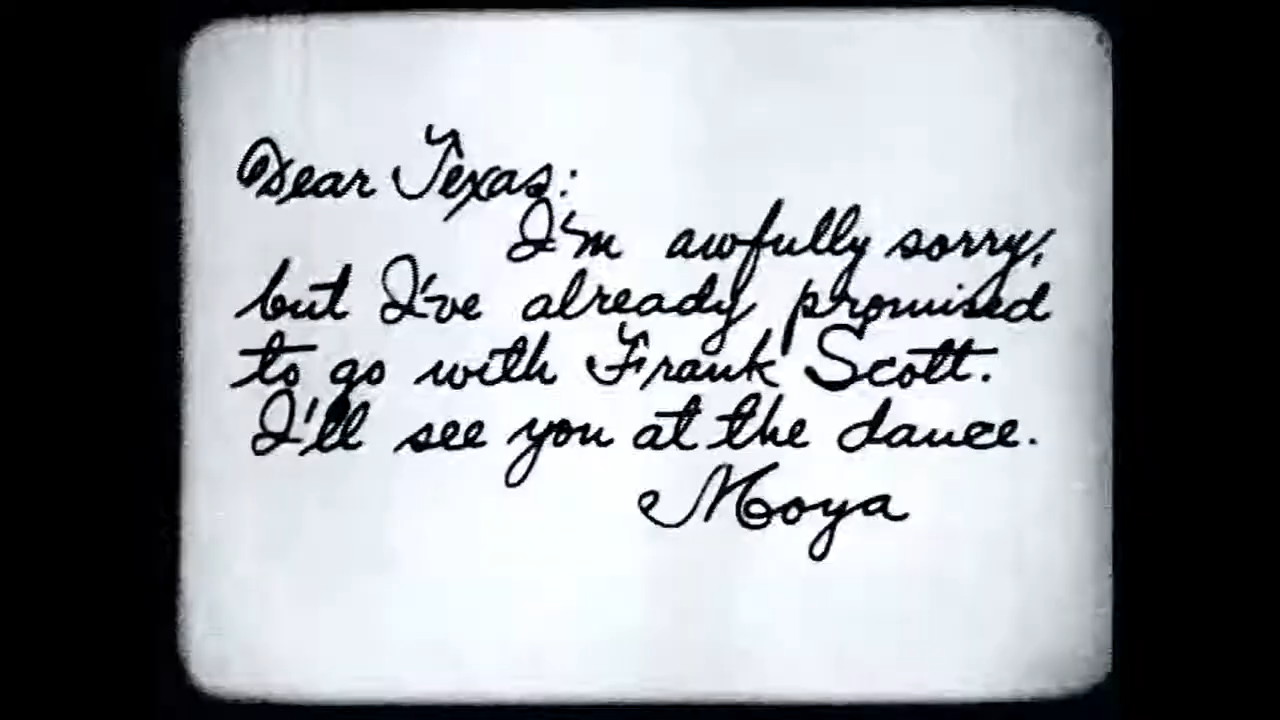 Dear Texas:
I'm awfully sorry,
but I've already promised
to go with Frank Scott.
I'll see you at the dance.
Moya